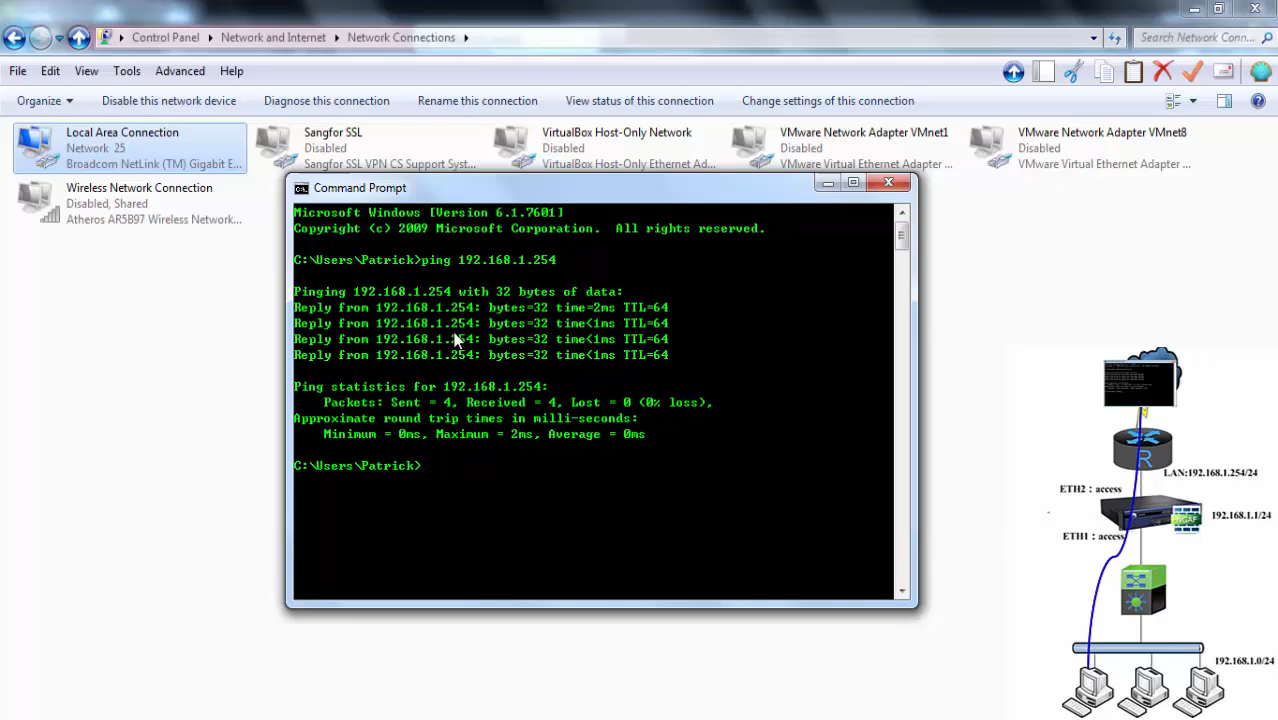 Control Panel
Network and Internet
Network Connections
Search Network Conn...
File
Edit
View
Tools
Advanced
Help
Organize
Disable this network device
Diagnose this connection
Rename this connection
View status of this connection
Change settings of this connection
Local Area Connection
Network 25
Broadcom NetLink (TM) Gigabit E...
Sangfor SSL
Disabled
Sangfor SSL VPN CS Support Syst...
VirtualBox Host-Only Network
Disabled
VirtualBox Host-Only Ethernet Ad...
VMware Network Adapter VMnet1
Disabled
VMware Virtual Ethernet Adapter ...
VMware Network Adapter VMnet8
Disabled
VMware Virtual Ethernet Adapter ...
Wireless Network Connection
Disabled, Shared
Atheros AR5B97 Wireless Network...
Command Prompt
Microsoft Windows [Version 6.1.7601]
Copyright (c) 2009 Microsoft Corporation.  All rights reserved.
C:\Users\Patrick>ping 192.168.1.254
Pinging 192.168.1.254 with 32 bytes of data:
Reply from 192.168.1.254: bytes=32 time=2ms TTL=64
Reply from 192.168.1.254: bytes=32 time<1ms TTL=64
Reply from 192.168.1.254: bytes=32 time<1ms TTL=64
Reply from 192.168.1.254: bytes=32 time<1ms TTL=64
Ping statistics for 192.168.1.254:
Packets: Sent = 4, Received = 4, Lost = 0 (0% loss),
Approximate round trip times in milli-seconds:
Minimum = 0ms, Maximum = 2ms, Average = 0ms
C:\Users\Patrick>
R
LAN:192.168.1.254/24
ETH2：access
192.168.1.1/24
NGAF
ETH1：access
192.168.1.0/24